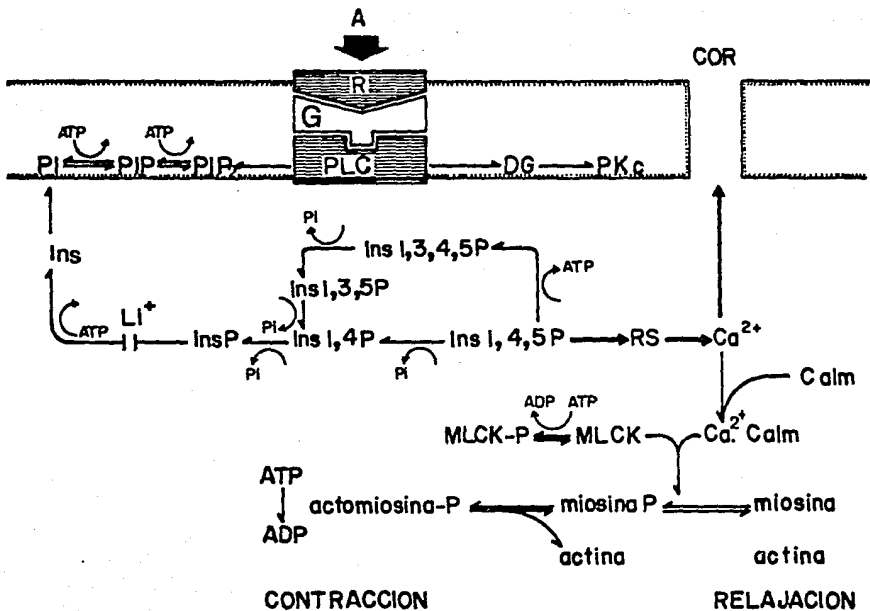 A
COR
R
G
ATP ATP
PI PIP PIP₂ PLC DG PKc
PI
Ins Ins 1,3,4,5P
ATP
Ins 1,3,5P
LI⁺ PI
ATP InsP Ins 1,4P Ins 1,4,5P RS Ca²⁺
PI PI
Calm
ADP ATP
MLCK-P MLCK Ca.²⁺ Calm
ATP
actomiosina-P miosina P miosina
ADP
actina actina
CONTRACCION RELAJACION